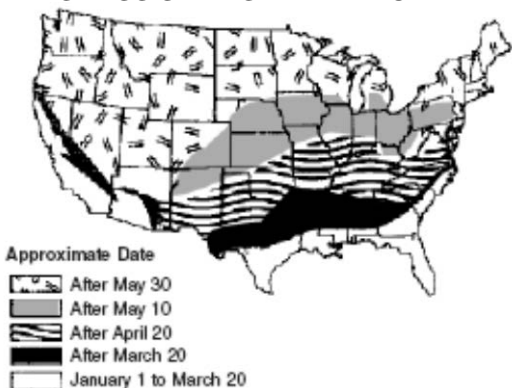 Approximate Date
After May 30
After May 10
After April 20
After March 20
January 1 to March 20